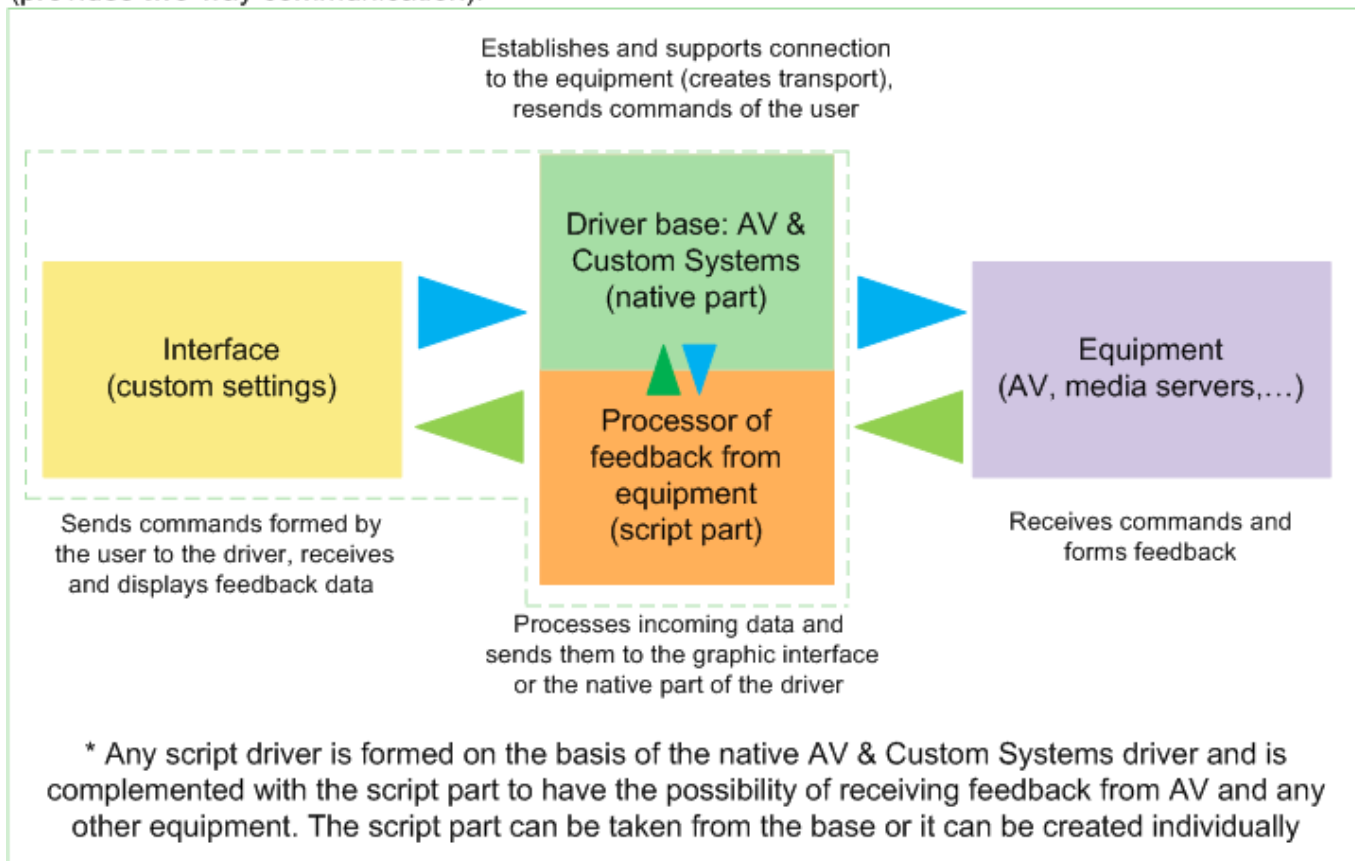 (provides two-way communication).
Establishes and supports connection
to the equipment (creates transport),
resends commands of the user
Driver base: AV &
Custom Systems
(native part)
Interface
(custom settings)
Equipment
(AV, media servers,…)
Processor of
feedback from
equipment
(script part)
Sends commands formed by
the user to the driver, receives
and displays feedback data
Receives commands and
forms feedback
Processes incoming data and
sends them to the graphic interface
or the native part of the driver
* Any script driver is formed on the basis of the native AV & Custom Systems driver and is
complemented with the script part to have the possibility of receiving feedback from AV and any
other equipment. The script part can be taken from the base or it can be created individually